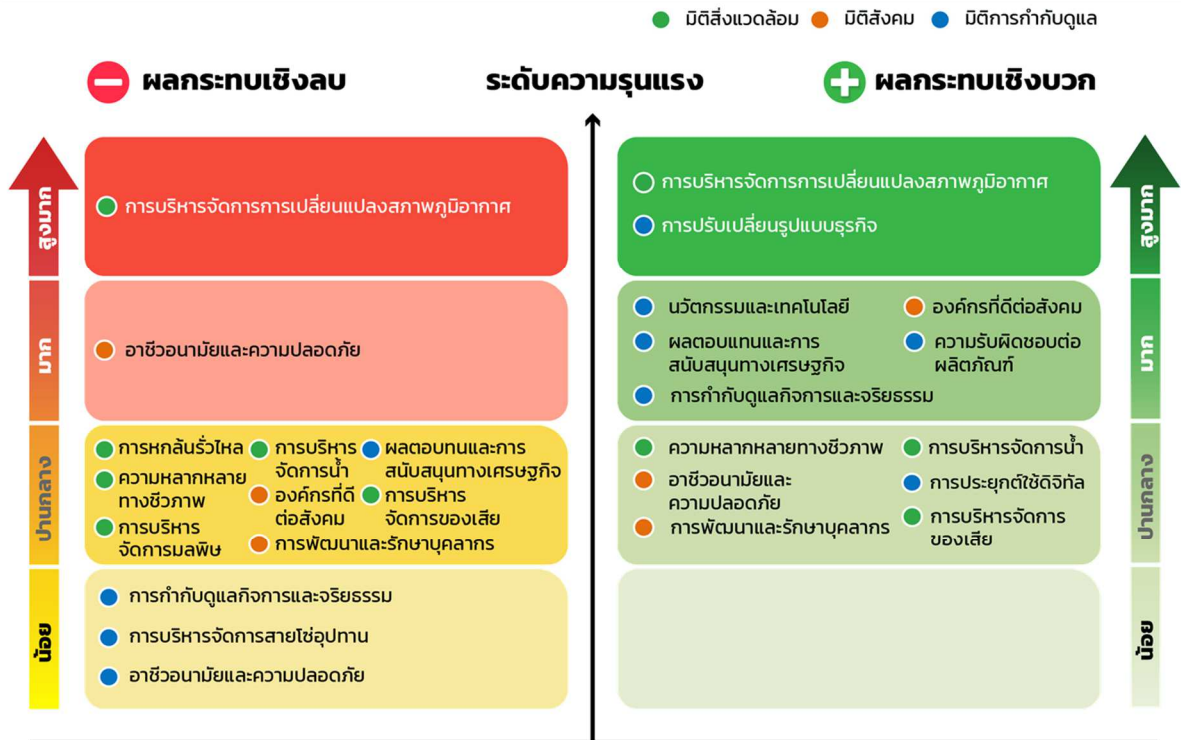 มิติสิ่งแวดล้อม มิติสังคม มิติการกำกับดูแล
ผลกระทบเชิงลบ
ระดับความรุนแรง
ผลกระทบเชิงบวก
สูงมาก
การบริหารจัดการการเปลี่ยนแปลงสภาพภูมิอากาศ
มาก
อาชีวอนามัยและความปลอดภัย
ปานกลาง
การหกล้นรั่วไหล
ความหลากหลาย
ทางชีวภาพ
การบริหาร
จัดการมลพิษ
การบริหาร
จัดการน้ำ
องค์กรที่ดี
ต่อสังคม
การพัฒนาและรักษาบุคลากร
ผลตอบทนและการ
สนับสนุนทางเศรษฐกิจ
การบริหาร
จัดการของเสีย
น้อย
การกำกับดูแลกิจการและจริยธรรม
การบริหารจัดการสายโซ่อุปทาน
อาชีวอนามัยและความปลอดภัย
การบริหารจัดการการเปลี่ยนแปลงสภาพภูมิอากาศ
การปรับเปลี่ยนรูปแบบธุรกิจ
สูงมาก
นวัตกรรมและเทคโนโลยี
ผลตอบแทนและการ
สนับสนุนทางเศรษฐกิจ
การกำกับดูแลกิจการและจริยธรรม
องค์กรที่ดีต่อสังคม
ความรับผิดชอบต่อ
ผลิตภัณฑ์
มาก
ความหลากหลายทางชีวภาพ
อาชีวอนามัยและ
ความปลอดภัย
การพัฒนาและรักษาบุคลากร
การบริหารจัดการน้ำ
การประยุกต์ใช้ดิจิทัล
การบริหารจัดการ
ของเสีย
ปานกลาง
น้อย